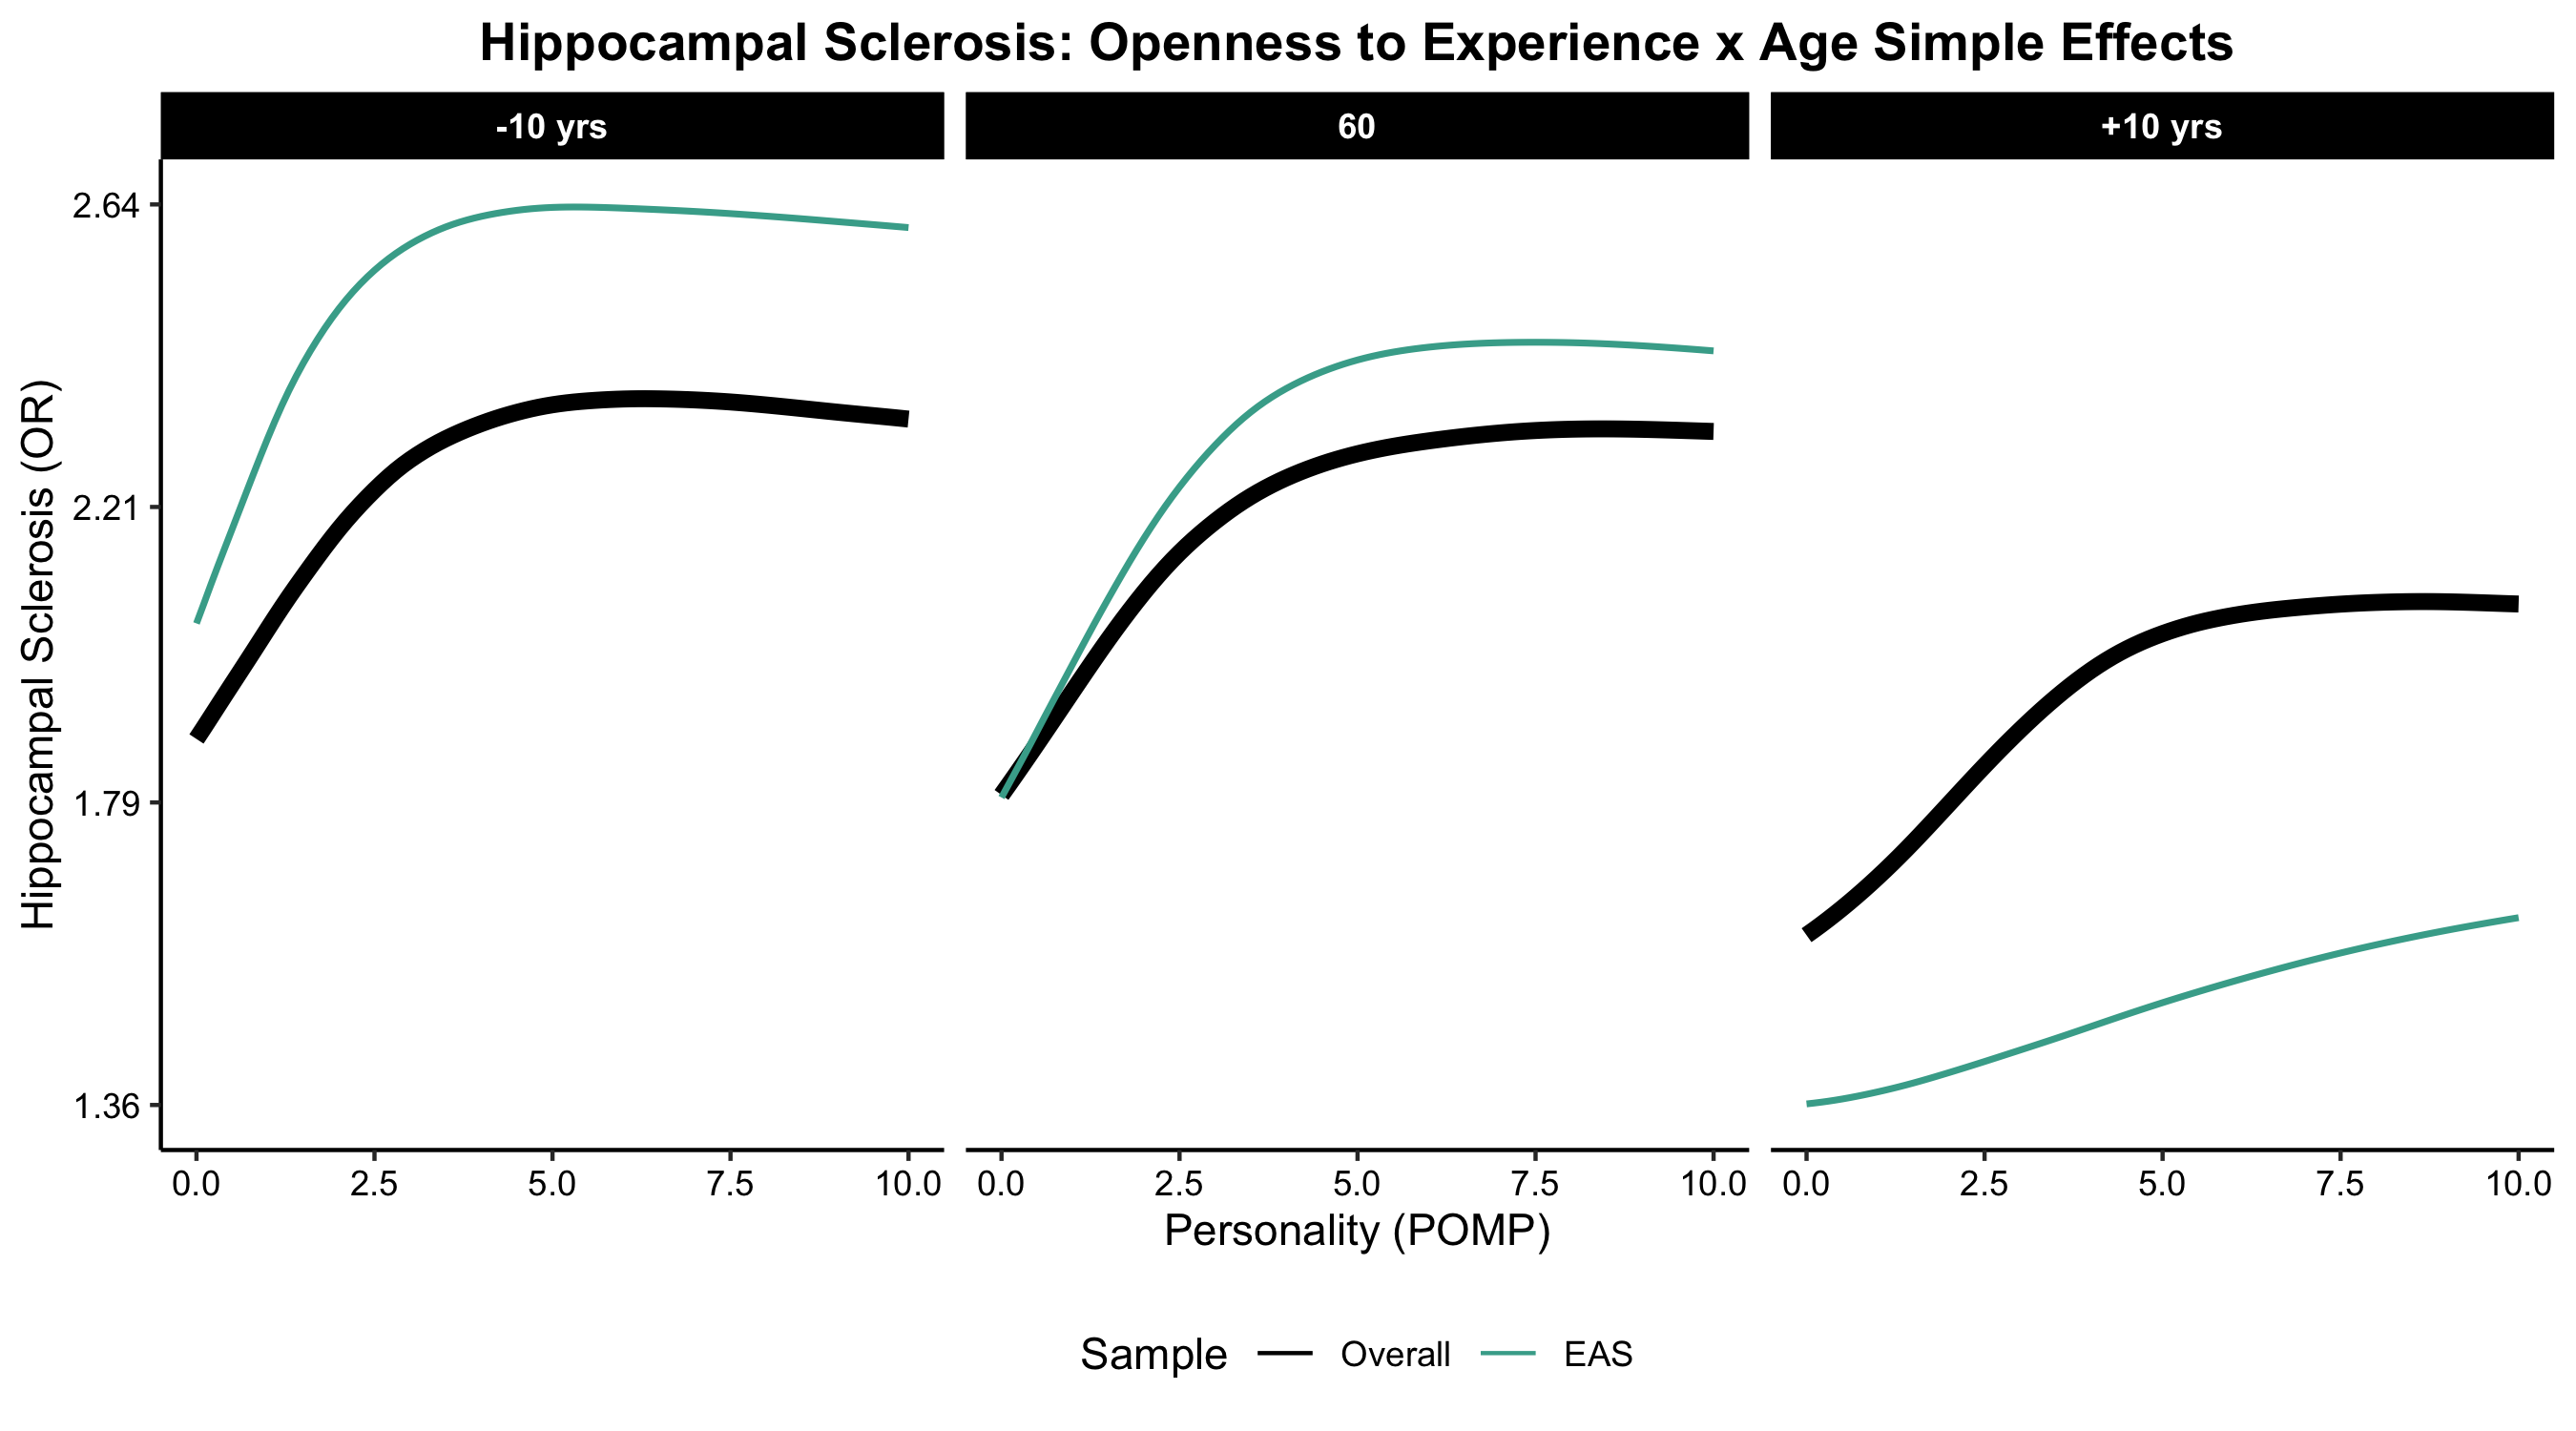 Hippocampal Sclerosis: Openness to Experience x Age Simple Effects
-10 yrs
60
+10 yrs
Hippocampal Sclerosis (OR)
2.64
2.21
1.79
1.36
0.0 2.5 5.0 7.5 10.0
0.0 2.5 5.0 7.5 10.0
0.0 2.5 5.0 7.5 10.0
Personality (POMP)
Sample Overall EAS